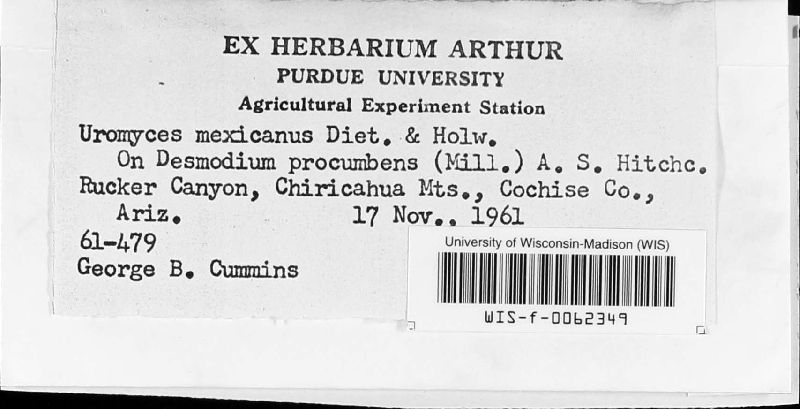 EX HERBARIUM ARTHUR
PURDUE UNIVERSITY
Agricultural Experiment Station
Uromyces mexicanus Diet. & Holw.
On Desmodium procumbens (Mill.) A. S. Hitchc.
Rucker Canyon, Chiricahua Mts., Cochise Co.,
Ariz. 17 Nov.. 1961
61-479
George B. Cummins
University of Wisconsin-Madison (WIS)
WIS-f-0062349